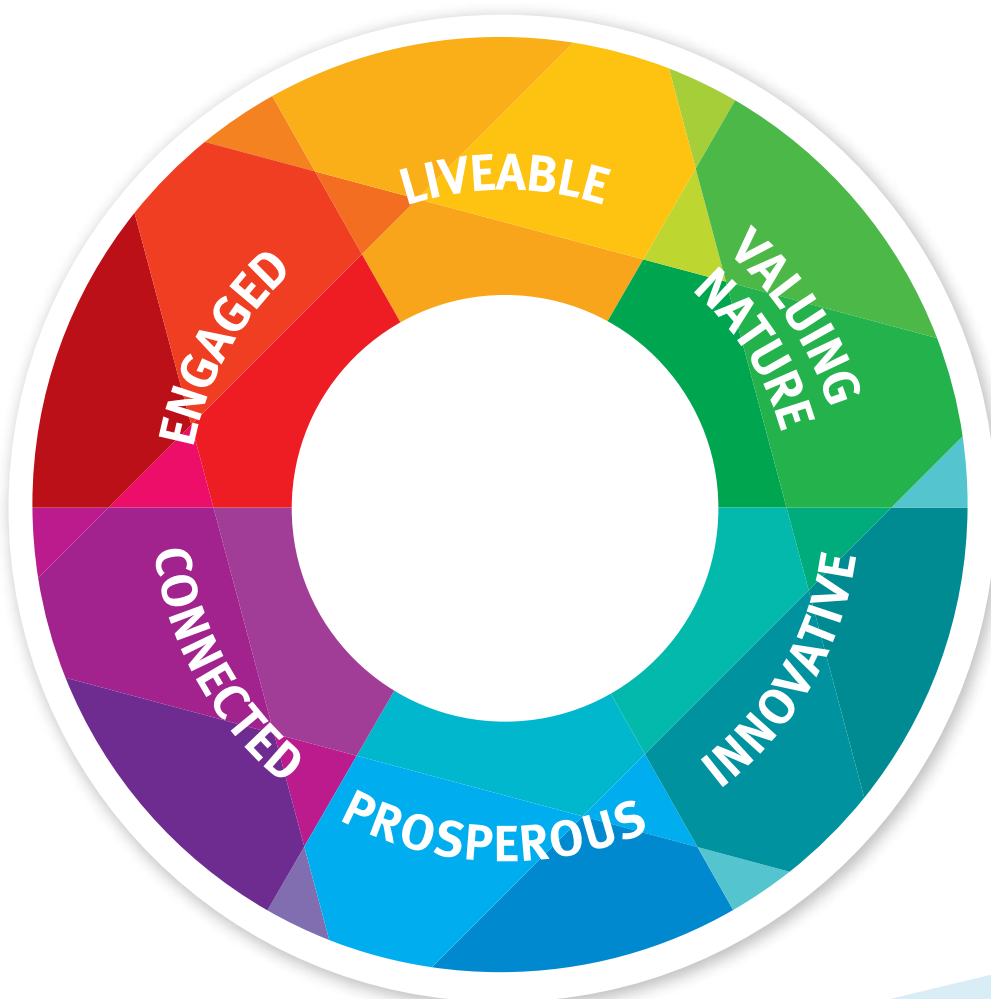 LIVEABLE
VALUING
NATURE
INNOVATIVE
PROSPEROUS
CONNECTED
ENGAGED